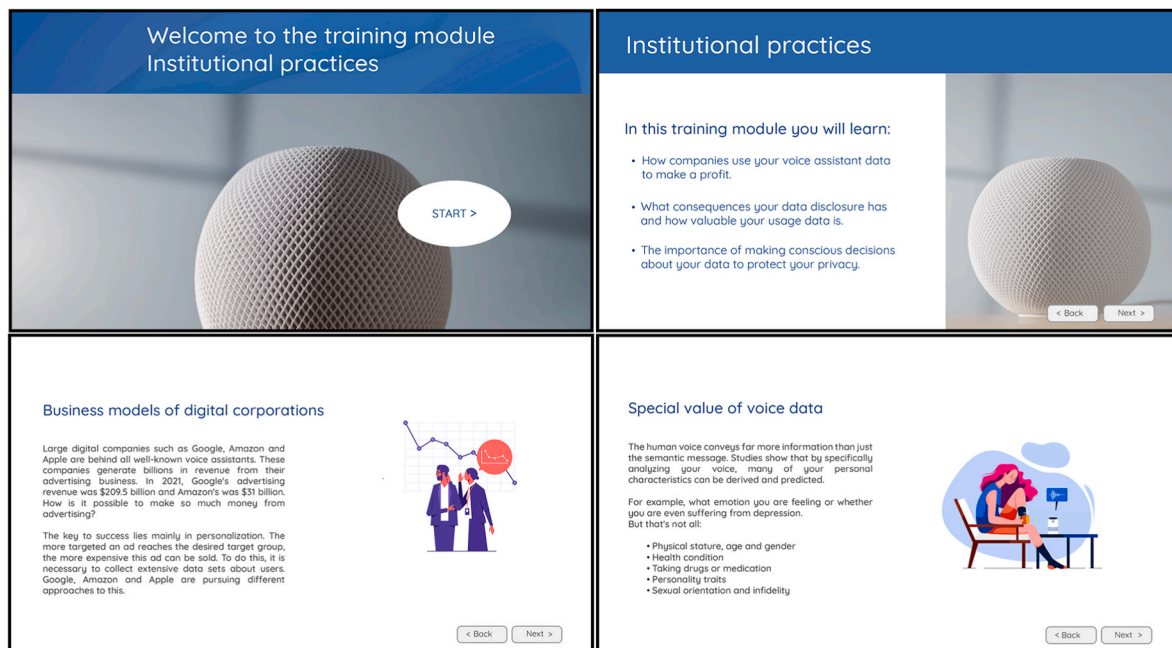 Welcome to the training module
Institutional practices
START >
Institutional practices
In this training module you will learn:
• How companies use your voice assistant data
to make a profit.
• What consequences your data disclosure has
and how valuable your usage data is.
• The importance of making conscious decisions
about your data to protect your privacy.
< Back
Next >
Business models of digital corporations
Large digital companies such as Google, Amazon and
Apple are behind all well-known voice assistants. These
companies generate billions in revenue from their
advertising business. In 2021, Google's advertising
revenue was $209.5 billion and Amazon's was $31 billion.
How is it possible to make so much money from
advertising?
The key to success lies mainly in personalization. The
more targeted an ad reaches the desired target group,
the more expensive this ad can be sold. To do this, it is
necessary to collect extensive data sets about users.
Google, Amazon and Apple are pursuing different
approaches to this.
< Back
Next >
Special value of voice data
The human voice conveys far more information than just
the semantic message. Studies show that by specifically
analyzing your voice, many of your personal
characteristics can be derived and predicted.
For example, what emotion you are feeling or whether
you are even suffering from depression.
But that's not all:
• Physical stature, age and gender
• Health condition
• Taking drugs or medication
• Personality traits
• Sexual orientation and infidelity
< Back
Next >